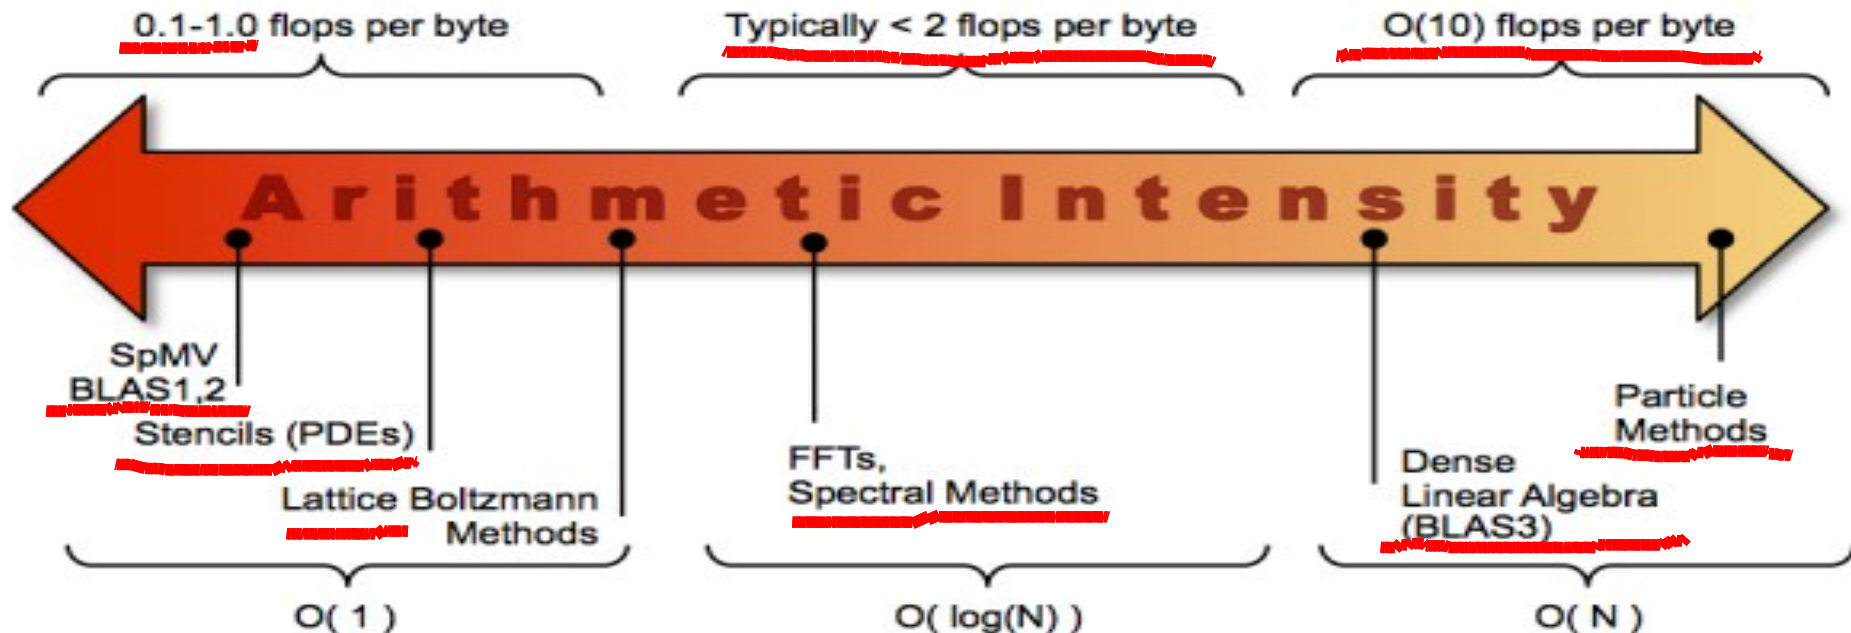 0.1-1.0 flops per byte
Typically < 2 flops per byte
O(10) flops per byte
Arithmetic Intensity
SpMV
BLAS1,2
Stencils (PDEs)
Lattice Boltzmann
Methods
FFTs,
Spectral Methods
Dense
Linear Algebra
(BLAS3)
Particle
Methods
O( 1 )
O( log(N) )
O( N )